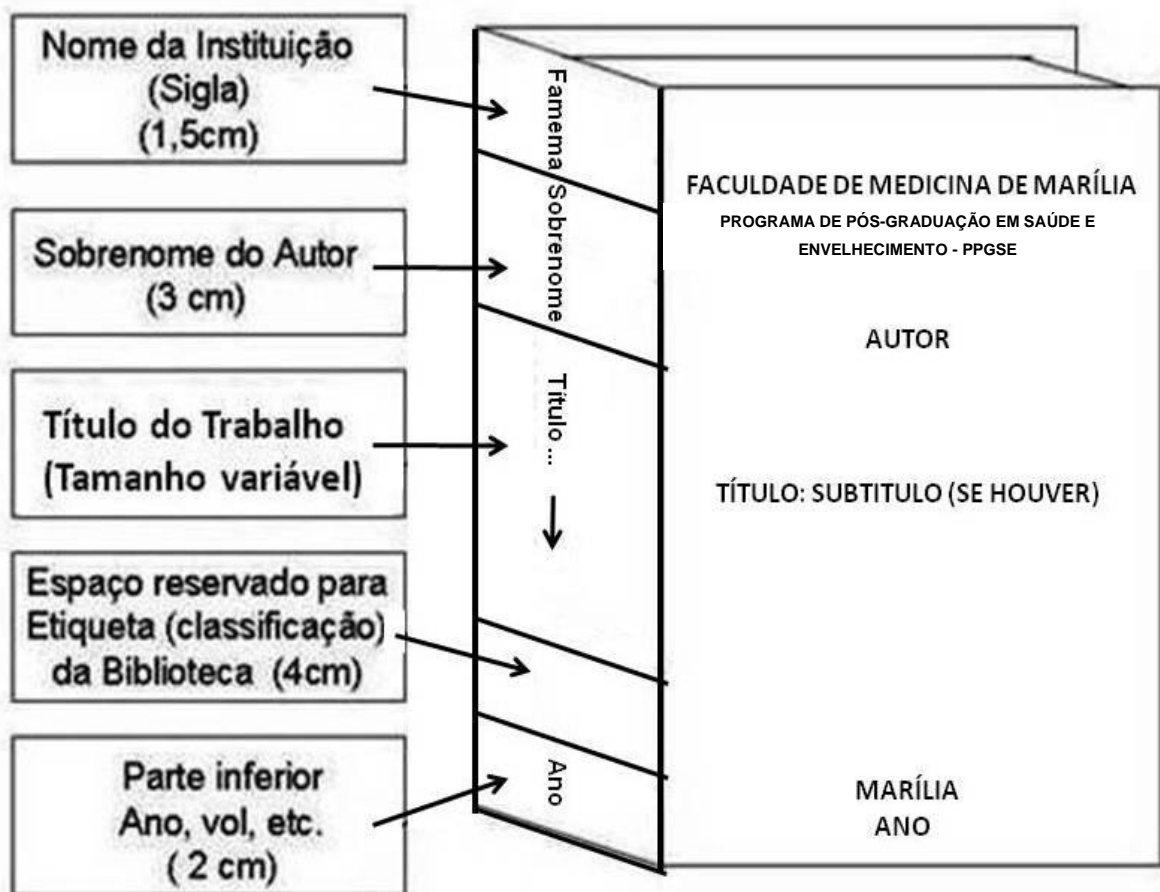 Nome da Instituição
(Sigla)
(1,5cm)
Sobrenome do Autor
(3 cm)
Título do Trabalho
(Tamanho variável)
Espaço reservado para
Etiqueta (classificação)
da Biblioteca (4cm)
Parte inferior
Ano, vol, etc.
( 2 cm)
Famema Sobrenome Título ...
Ano
FACULDADE DE MEDICINA DE MARÍLIA
PROGRAMA DE PÓS-GRADUAÇÃO EM SAÚDE E
ENVELHECIMENTO - PPGSE
AUTOR
TÍTULO: SUBTITULO (SE HOUVER)
MARÍLIA
ANO